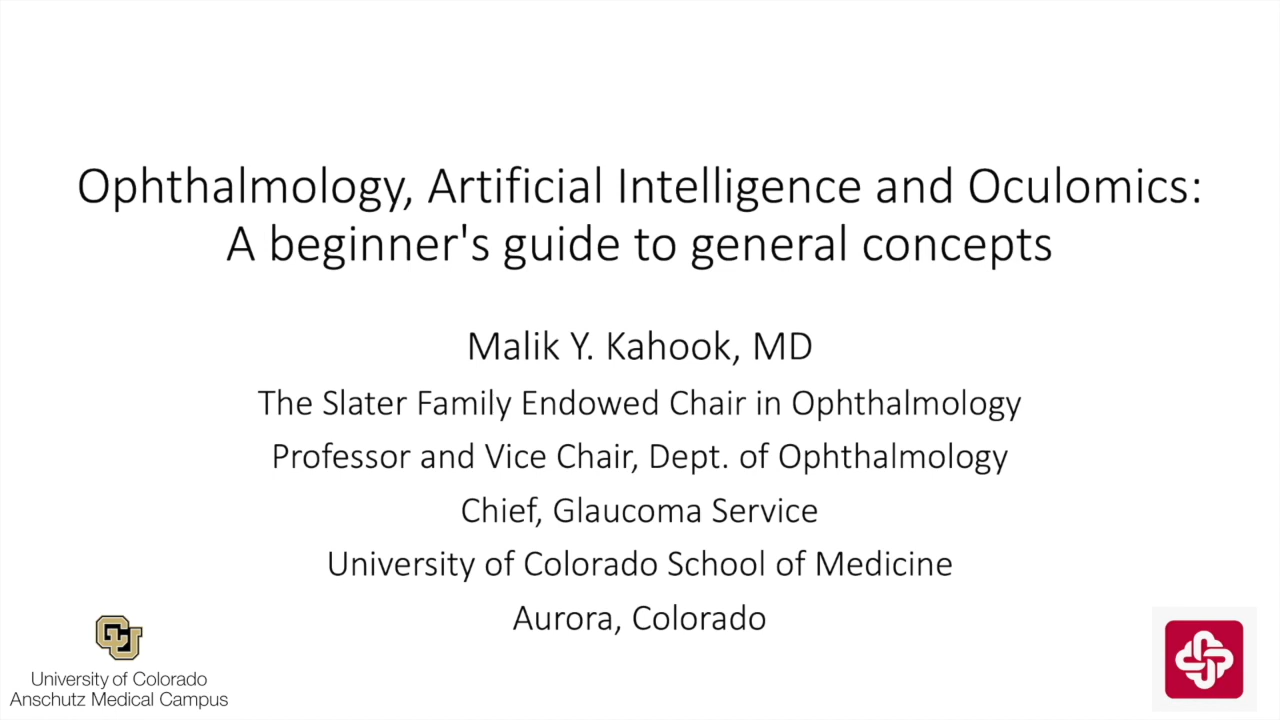 Ophthalmology, Artificial Intelligence and Oculomics:
A beginner's guide to general concepts
Malik Y. Kahook, MD
The Slater Family Endowed Chair in Ophthalmology
Professor and Vice Chair, Dept. of Ophthalmology
Chief, Glaucoma Service
University of Colorado School of Medicine
Aurora, Colorado
CU
University of Colorado
Anschutz Medical Campus